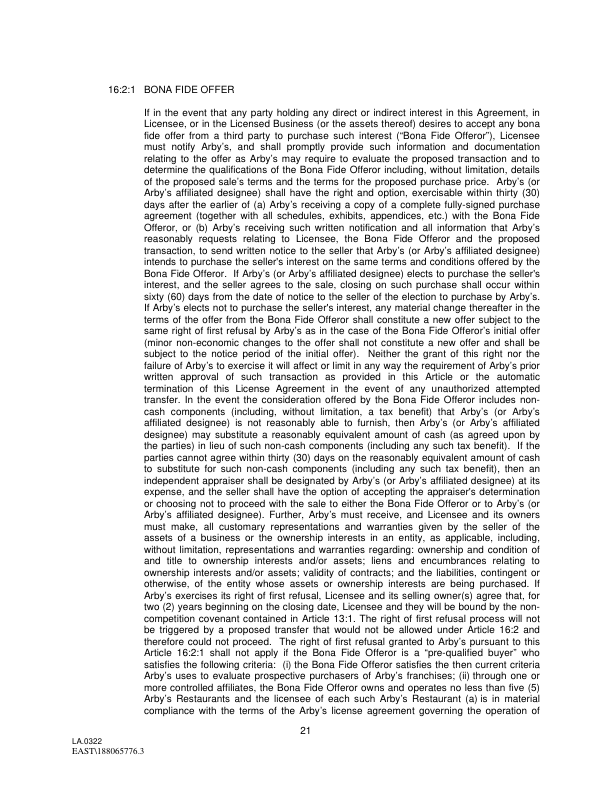 16:2:1 BONA FIDE OFFER
If in the event that any party holding any direct or indirect interest in this Agreement, in
Licensee, or in the Licensed Business (or the assets thereof) desires to accept any bona
fide offer from a third party to purchase such interest (“Bona Fide Offeror”), Licensee
must notify Arby’s, and shall promptly provide such information and documentation
relating to the offer as Arby’s may require to evaluate the proposed transaction and to
determine the qualifications of the Bona Fide Offeror including, without limitation, details
of the proposed sale’s terms and the terms for the proposed purchase price. Arby’s (or
Arby’s affiliated designee) shall have the right and option, exercisable within thirty (30)
days after the earlier of (a) Arby’s receiving a copy of a complete fully-signed purchase
agreement (together with all schedules, exhibits, appendices, etc.) with the Bona Fide
Offeror, or (b) Arby’s receiving such written notification and all information that Arby’s
reasonably requests relating to Licensee, the Bona Fide Offeror and the proposed
transaction, to send written notice to the seller that Arby’s (or Arby’s affiliated designee)
intends to purchase the seller's interest on the same terms and conditions offered by the
Bona Fide Offeror. If Arby’s (or Arby’s affiliated designee) elects to purchase the seller's
interest, and the seller agrees to the sale, closing on such purchase shall occur within
sixty (60) days from the date of notice to the seller of the election to purchase by Arby’s.
If Arby’s elects not to purchase the seller's interest, any material change thereafter in the
terms of the offer from the Bona Fide Offeror shall constitute a new offer subject to the
same right of first refusal by Arby’s as in the case of the Bona Fide Offeror’s initial offer
(minor non-economic changes to the offer shall not constitute a new offer and shall be
subject to the notice period of the initial offer). Neither the grant of this right nor the
failure of Arby’s to exercise it will affect or limit in any way the requirement of Arby’s prior
written approval of such transaction as provided in this Article or the automatic
termination of this License Agreement in the event of any unauthorized attempted
transfer. In the event the consideration offered by the Bona Fide Offeror includes non-
cash components (including, without limitation, a tax benefit) that Arby’s (or Arby’s
affiliated designee) is not reasonably able to furnish, then Arby’s (or Arby’s affiliated
designee) may substitute a reasonably equivalent amount of cash (as agreed upon by
the parties) in lieu of such non-cash components (including any such tax benefit). If the
parties cannot agree within thirty (30) days on the reasonably equivalent amount of cash
to substitute for such non-cash components (including any such tax benefit), then an
independent appraiser shall be designated by Arby’s (or Arby’s affiliated designee) at its
expense, and the seller shall have the option of accepting the appraiser's determination
or choosing not to proceed with the sale to either the Bona Fide Offeror or to Arby’s (or
Arby’s affiliated designee). Further, Arby’s must receive, and Licensee and its owners
must make, all customary representations and warranties given by the seller of the
assets of a business or the ownership interests in an entity, as applicable, including,
without limitation, representations and warranties regarding: ownership and condition of
and title to ownership interests and/or assets; liens and encumbrances relating to
ownership interests and/or assets; validity of contracts; and the liabilities, contingent or
otherwise, of the entity whose assets or ownership interests are being purchased. If
Arby’s exercises its right of first refusal, Licensee and its selling owner(s) agree that, for
two (2) years beginning on the closing date, Licensee and they will be bound by the non-
competition covenant contained in Article 13:1. The right of first refusal process will not
be triggered by a proposed transfer that would not be allowed under Article 16:2 and
therefore could not proceed. The right of first refusal granted to Arby’s pursuant to this
Article 16:2:1 shall not apply if the Bona Fide Offeror is a “pre-qualified buyer” who
satisfies the following criteria: (i) the Bona Fide Offeror satisfies the then current criteria
Arby’s uses to evaluate prospective purchasers of Arby’s franchises; (ii) through one or
more controlled affiliates, the Bona Fide Offeror owns and operates no less than five (5)
Arby’s Restaurants and the licensee of each such Arby’s Restaurant (a) is in material
compliance with the terms of the Arby’s license agreement governing the operation of
21
LA.0322
EAST\188065776.3